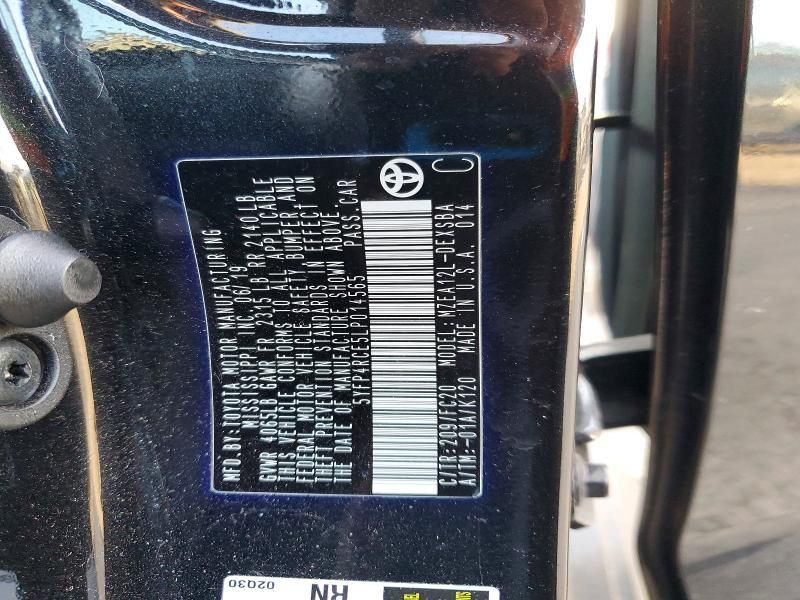 MFD.BY:TOYOTA MOTOR MANUFACTURING
MISSISSIPPI, INC. 06/19
GVWR 4065LB GAWR FR 2315 LB RR 2140 LB
THIS VEHICLE CONFORMS TO ALL APPLICABLE
FEDERAL MOTOR VEHICLE SAFETY, BUMPER AND
THEFT PREVENTION STANDARDS IN EFFECT ON
THE DATE OF MANUFACTURE SHOWN ABOVE.
5YFP4RCE5LP014565 PASS.CAR
C/TR:209/FC20 MODEL:MZEA12L-DEXSBA
A/TM:-01A/K120 MADE IN U.S.A. 014 C
02Q30
RN